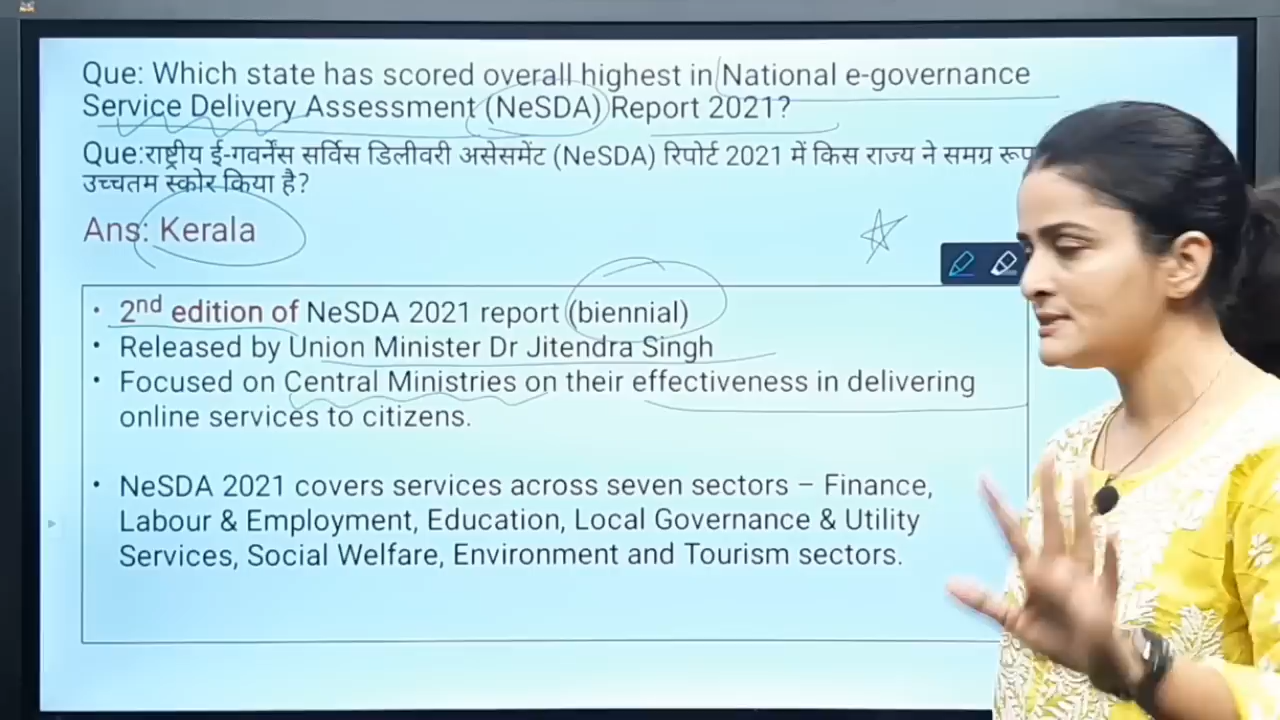 Que: Which state has scored overall highest in National e-governance
Service Delivery Assessment (NeSDA) Report 2021?
Que:राष्ट्रीय ई-गवर्नेंस सर्विस डिलीवरी असेसमेंट (NeSDA) रिपोर्ट 2021 में किस राज्य ने समग्र रूप
उच्चतम स्कोर किया है?
Ans: Kerala
• 2nd edition of NeSDA 2021 report (biennial)
• Released by Union Minister Dr Jitendra Singh
• Focused on Central Ministries on their effectiveness in delivering
online services to citizens.
• NeSDA 2021 covers services across seven sectors – Finance,
Labour & Employment, Education, Local Governance & Utility
Services, Social Welfare, Environment and Tourism sectors.